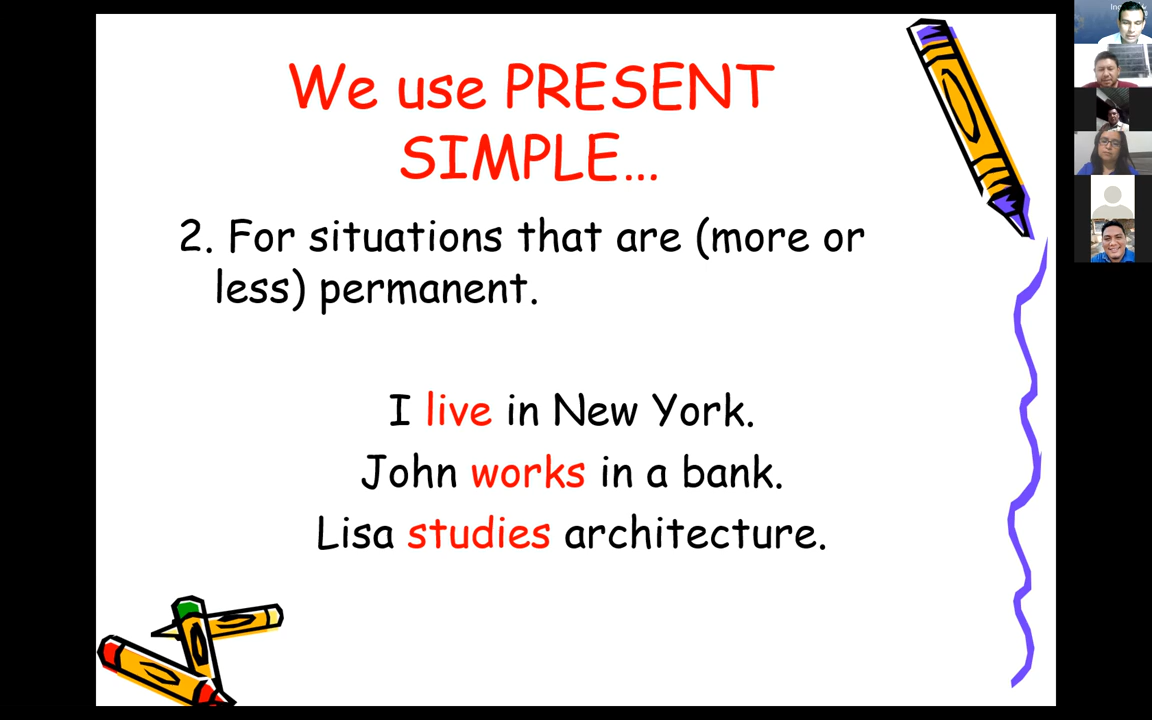 We use PRESENT
SIMPLE…
2. For situations that are (more or
less) permanent.
I live in New York.
John works in a bank.
Lisa studies architecture.